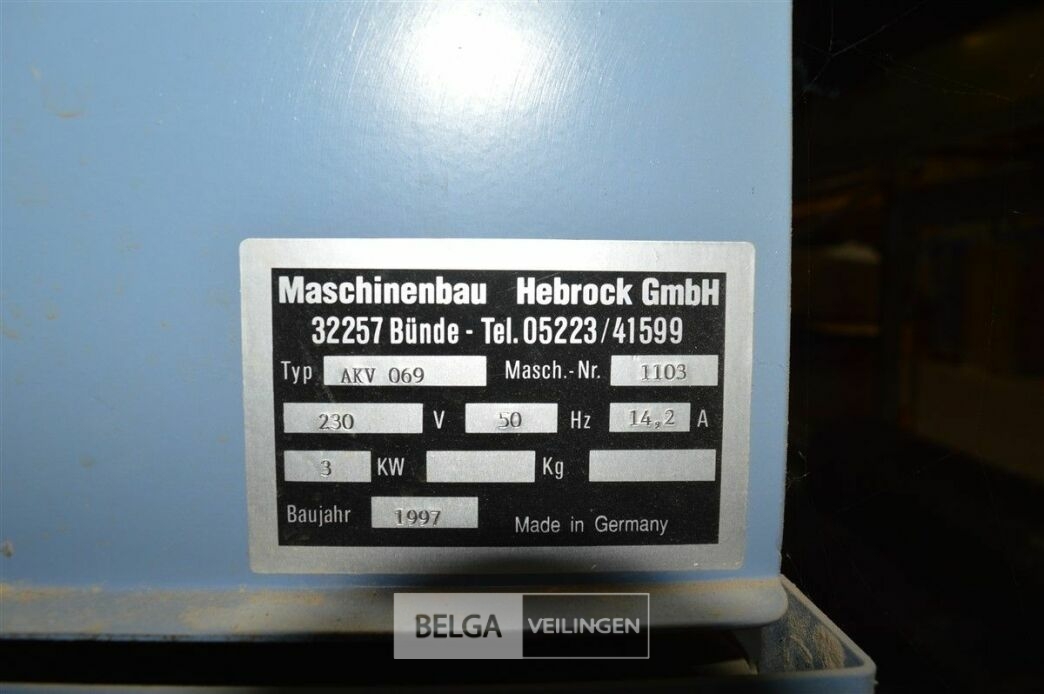 Maschinenbau Hebrock GmbH
32257 Bünde - Tel. 05223/41599
Typ AKV 069 Masch.-Nr. 1103
230 V 50 Hz 14,2 A
3 KW Kg
Baujahr 1997 Made in Germany
BELGA VEILINGEN